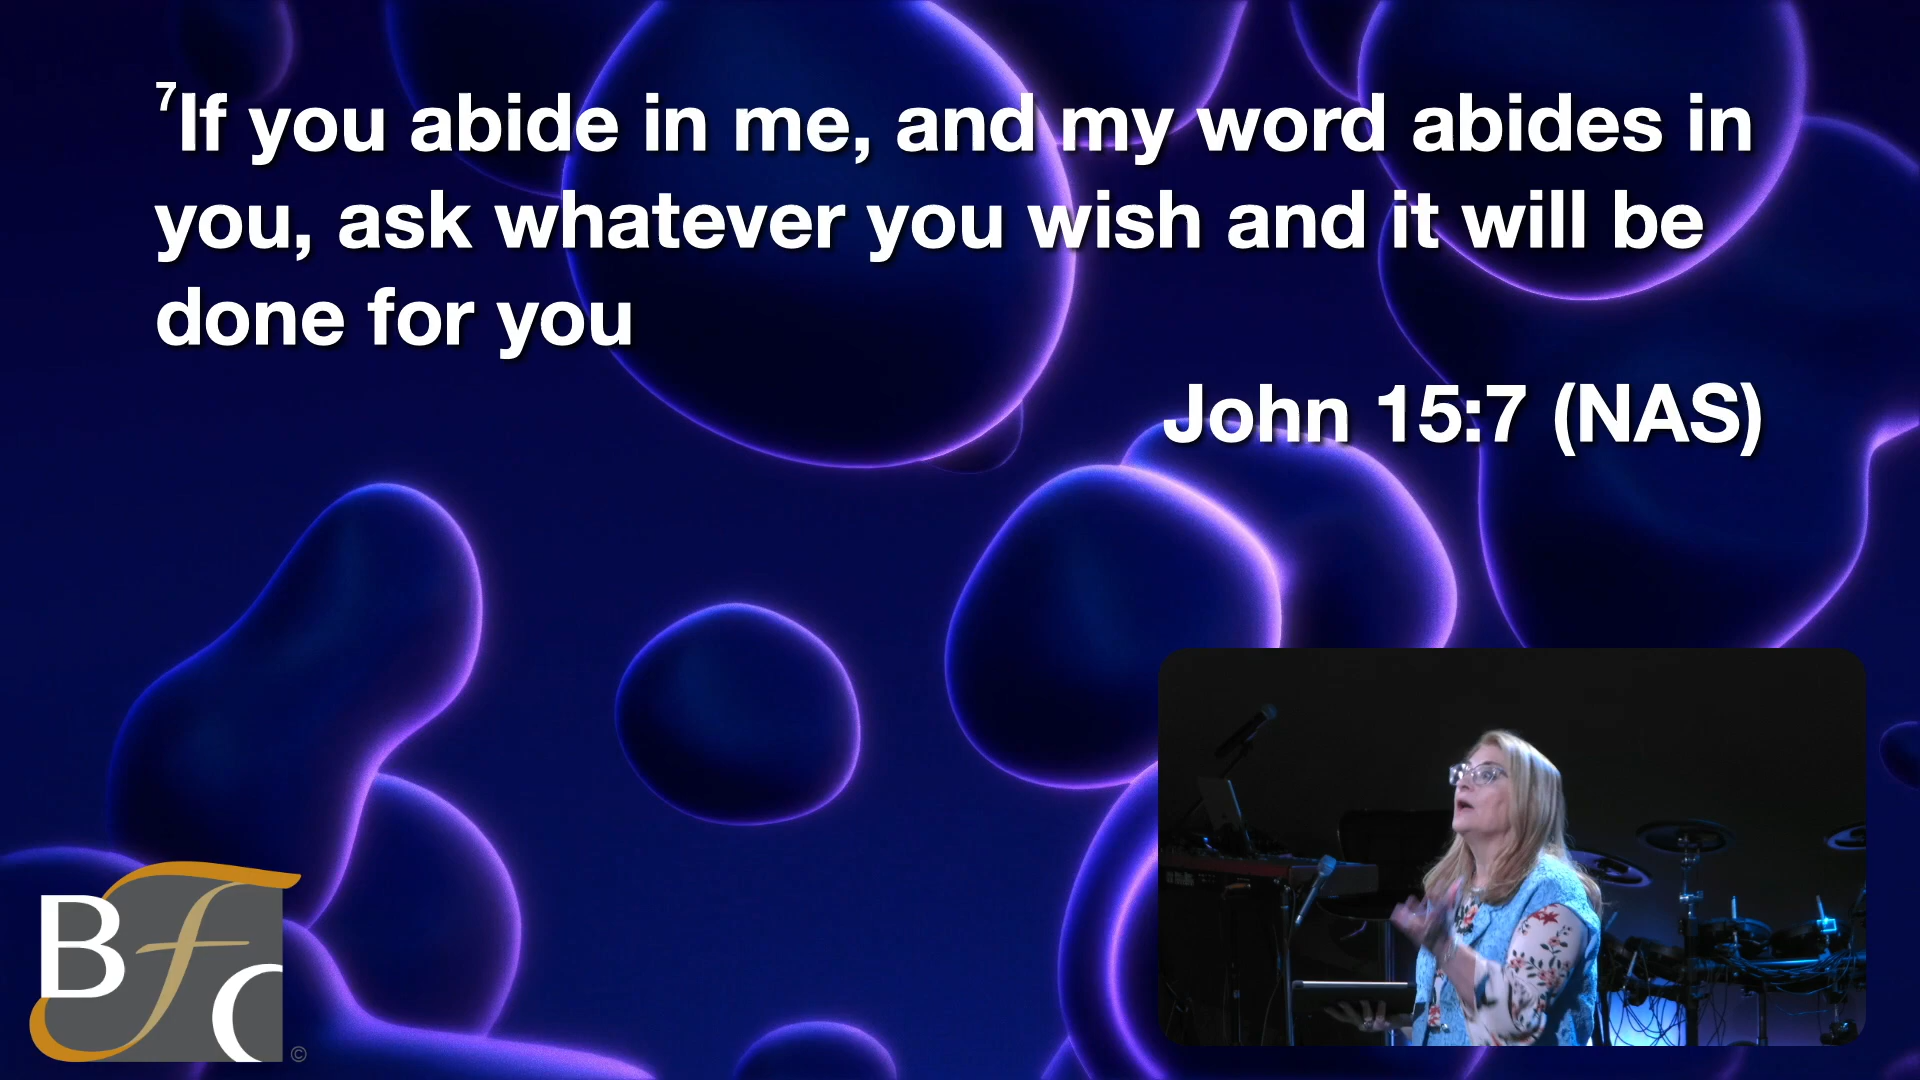 ⁷If you abide in me, and my word abides in
you, ask whatever you wish and it will be
done for you
John 15:7 (NAS)
BFC
©